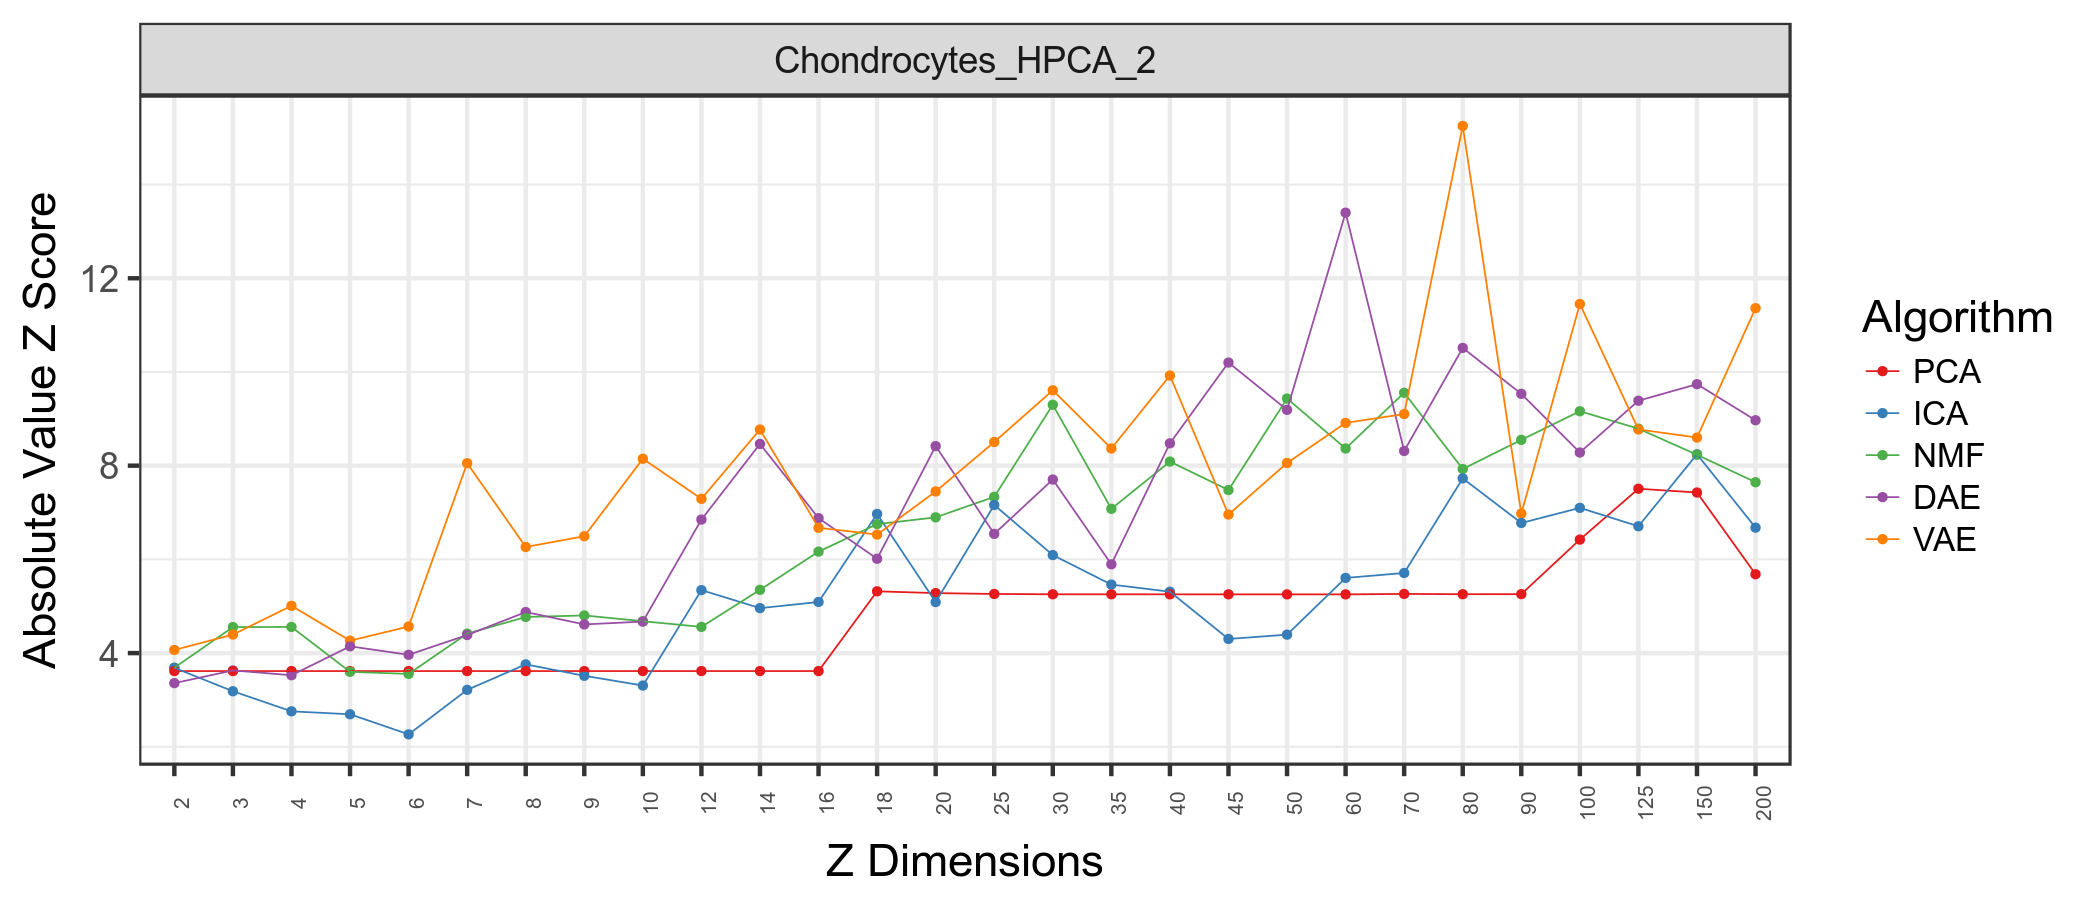 Chondrocytes_HPCA_2
Absolute Value Z Score
12
8
4
2 3 4 5 6 7 8 9 10 12 14 16 18 20 25 30 35 40 45 50 60 70 80 90 100 125 150 200
Z Dimensions
Algorithm
PCA
ICA
NMF
DAE
VAE